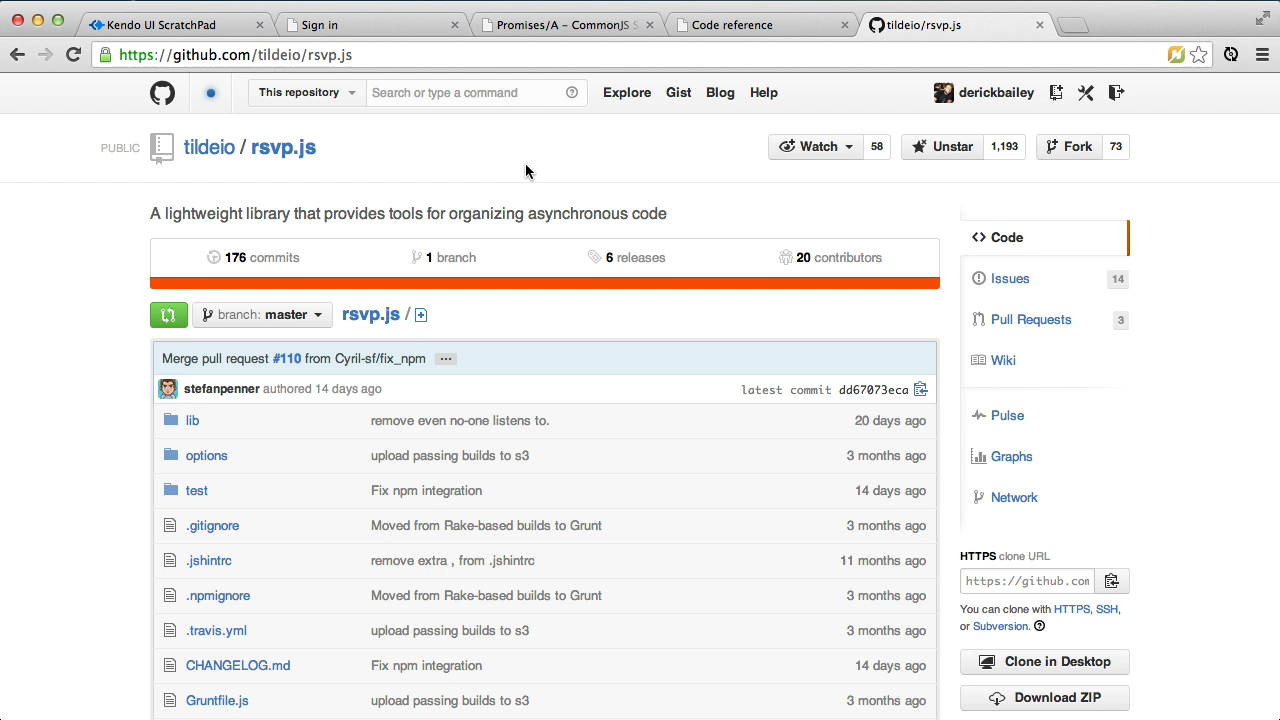 Kendo UI ScratchPad
Sign in
Promises/A – CommonJS S
Code reference
tildeio/rsvp.js
https://github.com/tildeio/rsvp.js
This repository
Search or type a command
Explore Gist Blog Help
derickbailey
PUBLIC tildeio / rsvp.js
Watch 58
Unstar 1,193
Fork 73
A lightweight library that provides tools for organizing asynchronous code
176 commits
1 branch
6 releases
20 contributors
branch: master
rsvp.js /
Merge pull request #110 from Cyril-sf/fix_npm ...
stefanpenner authored 14 days ago
latest commit dd67073eca
lib remove even no-one listens to. 20 days ago
options upload passing builds to s3 3 months ago
test Fix npm integration 14 days ago
.gitignore Moved from Rake-based builds to Grunt 3 months ago
.jshintrc remove extra , from .jshintrc 11 months ago
.npmignore Moved from Rake-based builds to Grunt 3 months ago
.travis.yml upload passing builds to s3 3 months ago
CHANGELOG.md Fix npm integration 14 days ago
Gruntfile.js upload passing builds to s3 3 months ago
Code
Issues 14
Pull Requests 3
Wiki
Pulse
Graphs
Network
HTTPS clone URL
https://github.com
You can clone with HTTPS, SSH,
or Subversion.
Clone in Desktop
Download ZIP